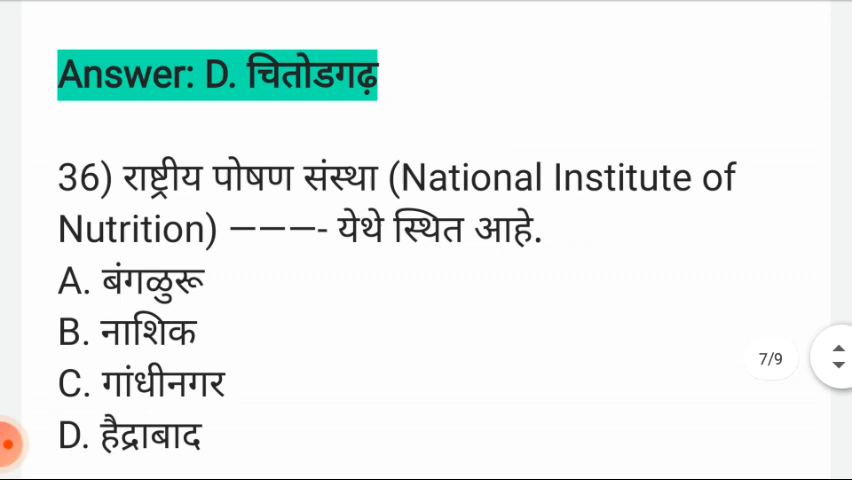 Answer: D. चितोडगढ़
36) राष्ट्रीय पोषण संस्था (National Institute of
Nutrition) ———- येथे स्थित आहे.
A. बंगळुरू
B. नाशिक
C. गांधीनगर
7/9
D. हैद्राबाद